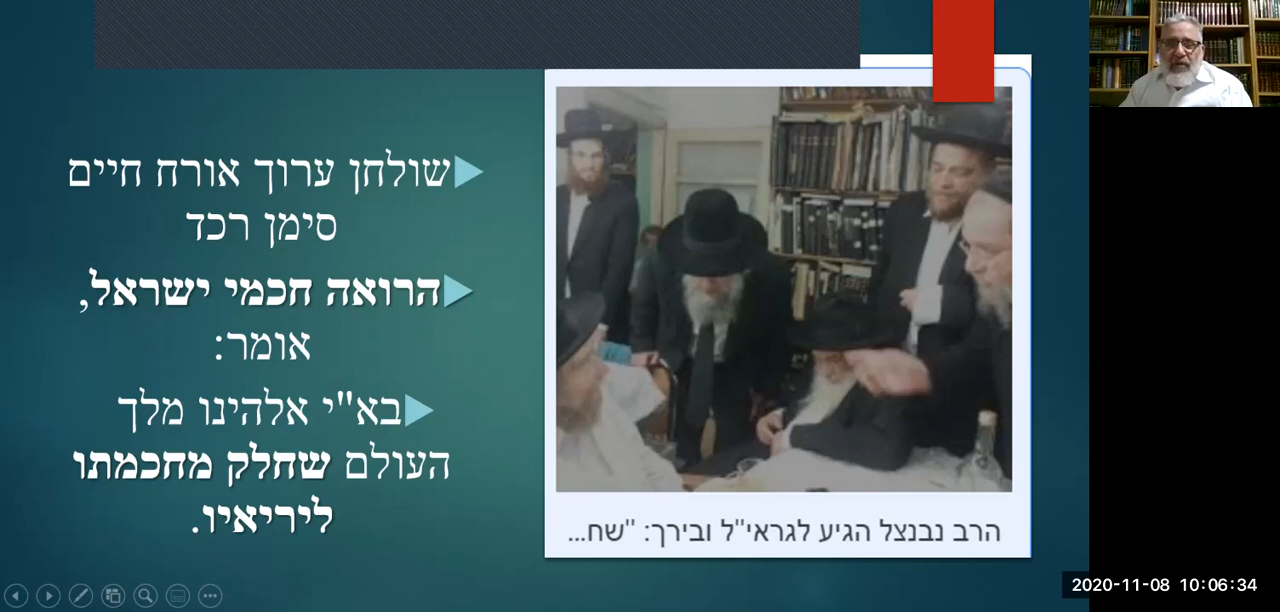 שולחן ערוך אורח חיים
סימן רכד
הרואה חכמי ישראל,
אומר:
בא"י אלהינו מלך
העולם שחלק מחכמתו
ליריאיו.
הרב נבנצל הגיע לגראי"ל ובירך: "שח...
2020-11-08 10:06:34